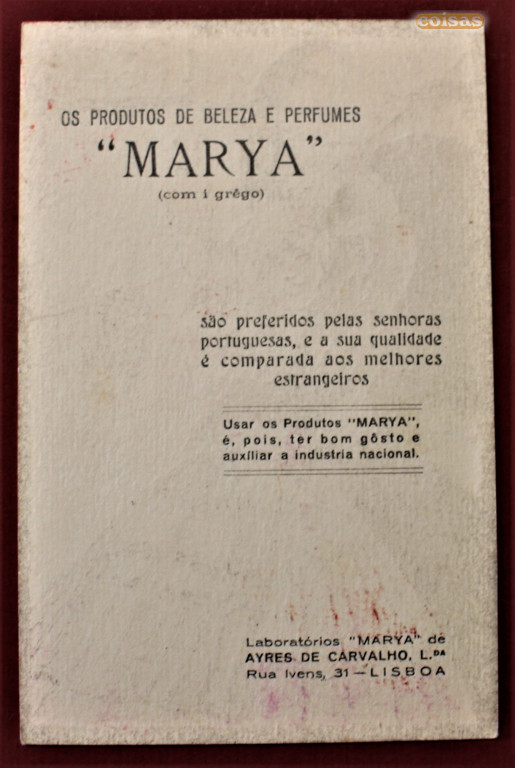 coisas
OS PRODUTOS DE BELEZA E PERFUMES
“MARYA”
(com i grêgo)
são preferidos pelas senhoras
portuguesas, e a sua qualidade
é comparada aos melhores
estrangeiros
Usar os Produtos "MARYA",
é, pois, ter bom gôsto e
auxíliar a industria nacional.
Laboratórios "MARYA" de
AYRES DE CARVALHO, L.DA
Rua Ivens, 31 — LISBOA